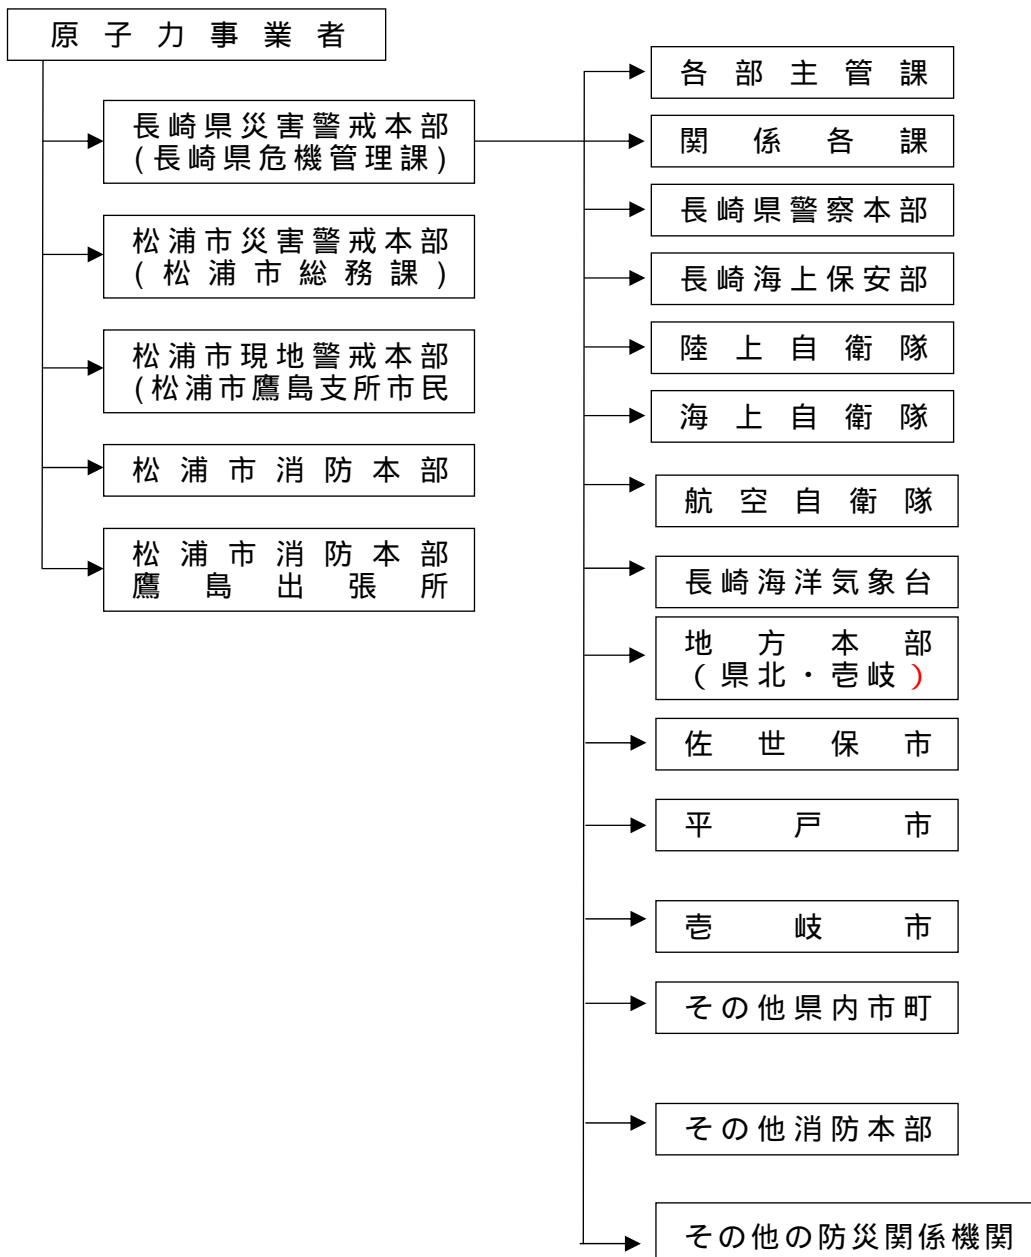 原子力事業者
長崎県災害警戒本部
(長崎県危機管理課)
松浦市災害警戒本部
(松浦市総務課)
松浦市現地警戒本部
(松浦市鷹島支所市民
松浦市消防本部
松浦市消防本部
鷹島出張所
各部主管課
関係各課
長崎県警察本部
長崎海上保安部
陸上自衛隊
海上自衛隊
航空自衛隊
長崎海洋気象台
地方本部
(県北・壱岐)
佐世保市
平戸市
壱岐市
その他県内市町
その他消防本部
その他の防災関係機関